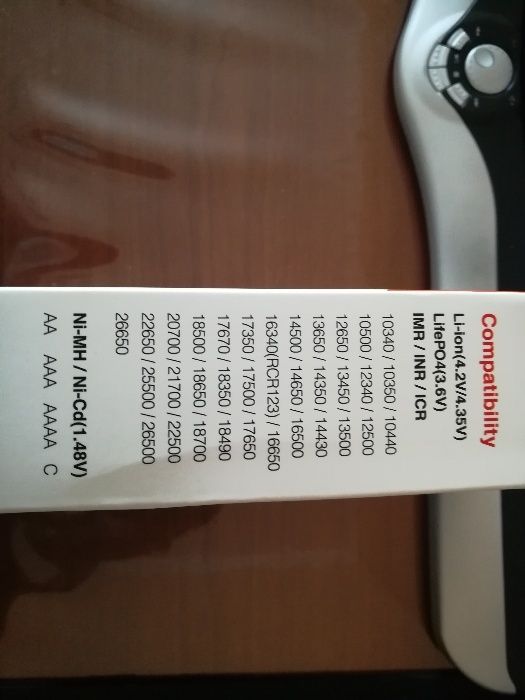 Compatibility
Li-ion(4.2V/4.35V)
LifePO4(3.6V)
IMR / INR / ICR
10340 / 10350 / 10440
10500 / 12340 / 12500
12650 / 13450 / 13500
13650 / 14350 / 14430
14500 / 14650 / 16500
16340(RCR123) / 16650
17350 / 17500 / 17650
17670 / 18350 / 18490
18500 / 18650 / 18700
20700 / 21700 / 22500
22650 / 25500 / 26500
26650
Ni-MH / Ni-Cd(1.48V)
AA AAA AAAA C